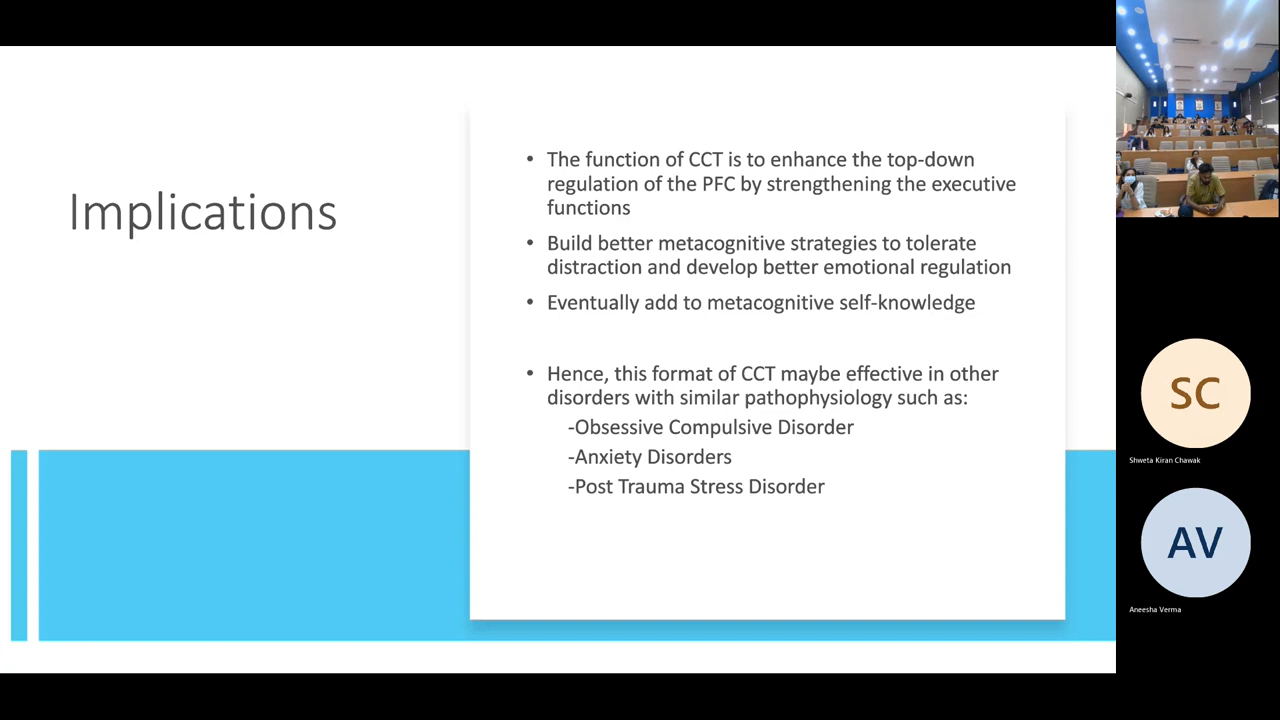 Implications
• The function of CCT is to enhance the top-down
regulation of the PFC by strengthening the executive
functions
• Build better metacognitive strategies to tolerate
distraction and develop better emotional regulation
• Eventually add to metacognitive self-knowledge
• Hence, this format of CCT maybe effective in other
disorders with similar pathophysiology such as:
-Obsessive Compulsive Disorder
-Anxiety Disorders
-Post Trauma Stress Disorder
SC
Shweta Kiran Chawak
AV
Aneesha Verma